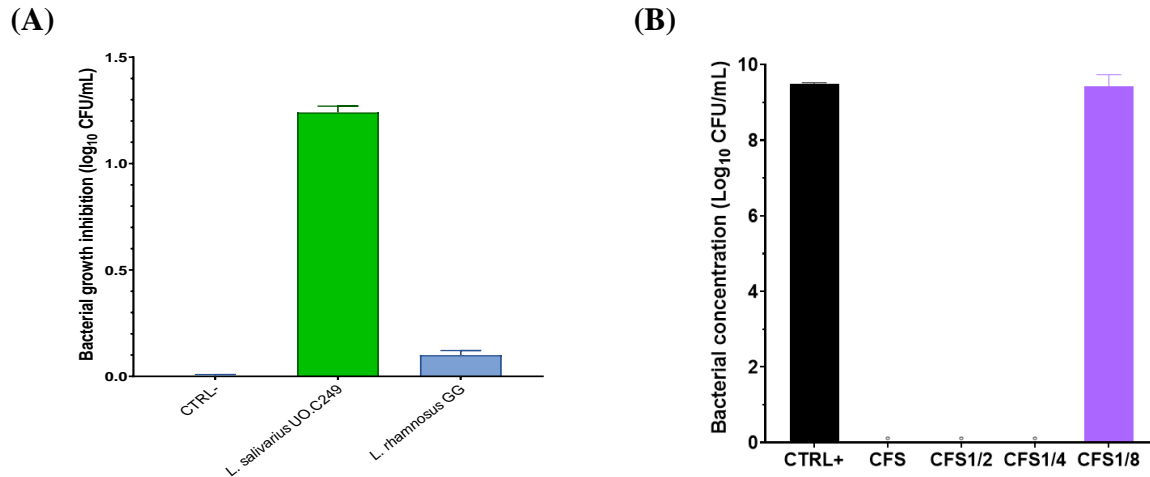 (A)
Bacterial growth inhibition (log10 CFU/mL)
1.5
1.0
0.5
0.0
CTRL-
L. salivarius UO.C249
L. rhamnosus GG
(B)
Bacterial concentration (Log10 CFU/mL)
10
8
6
4
2
0
CTRL+ CFS CFS1/2 CFS1/4 CFS1/8